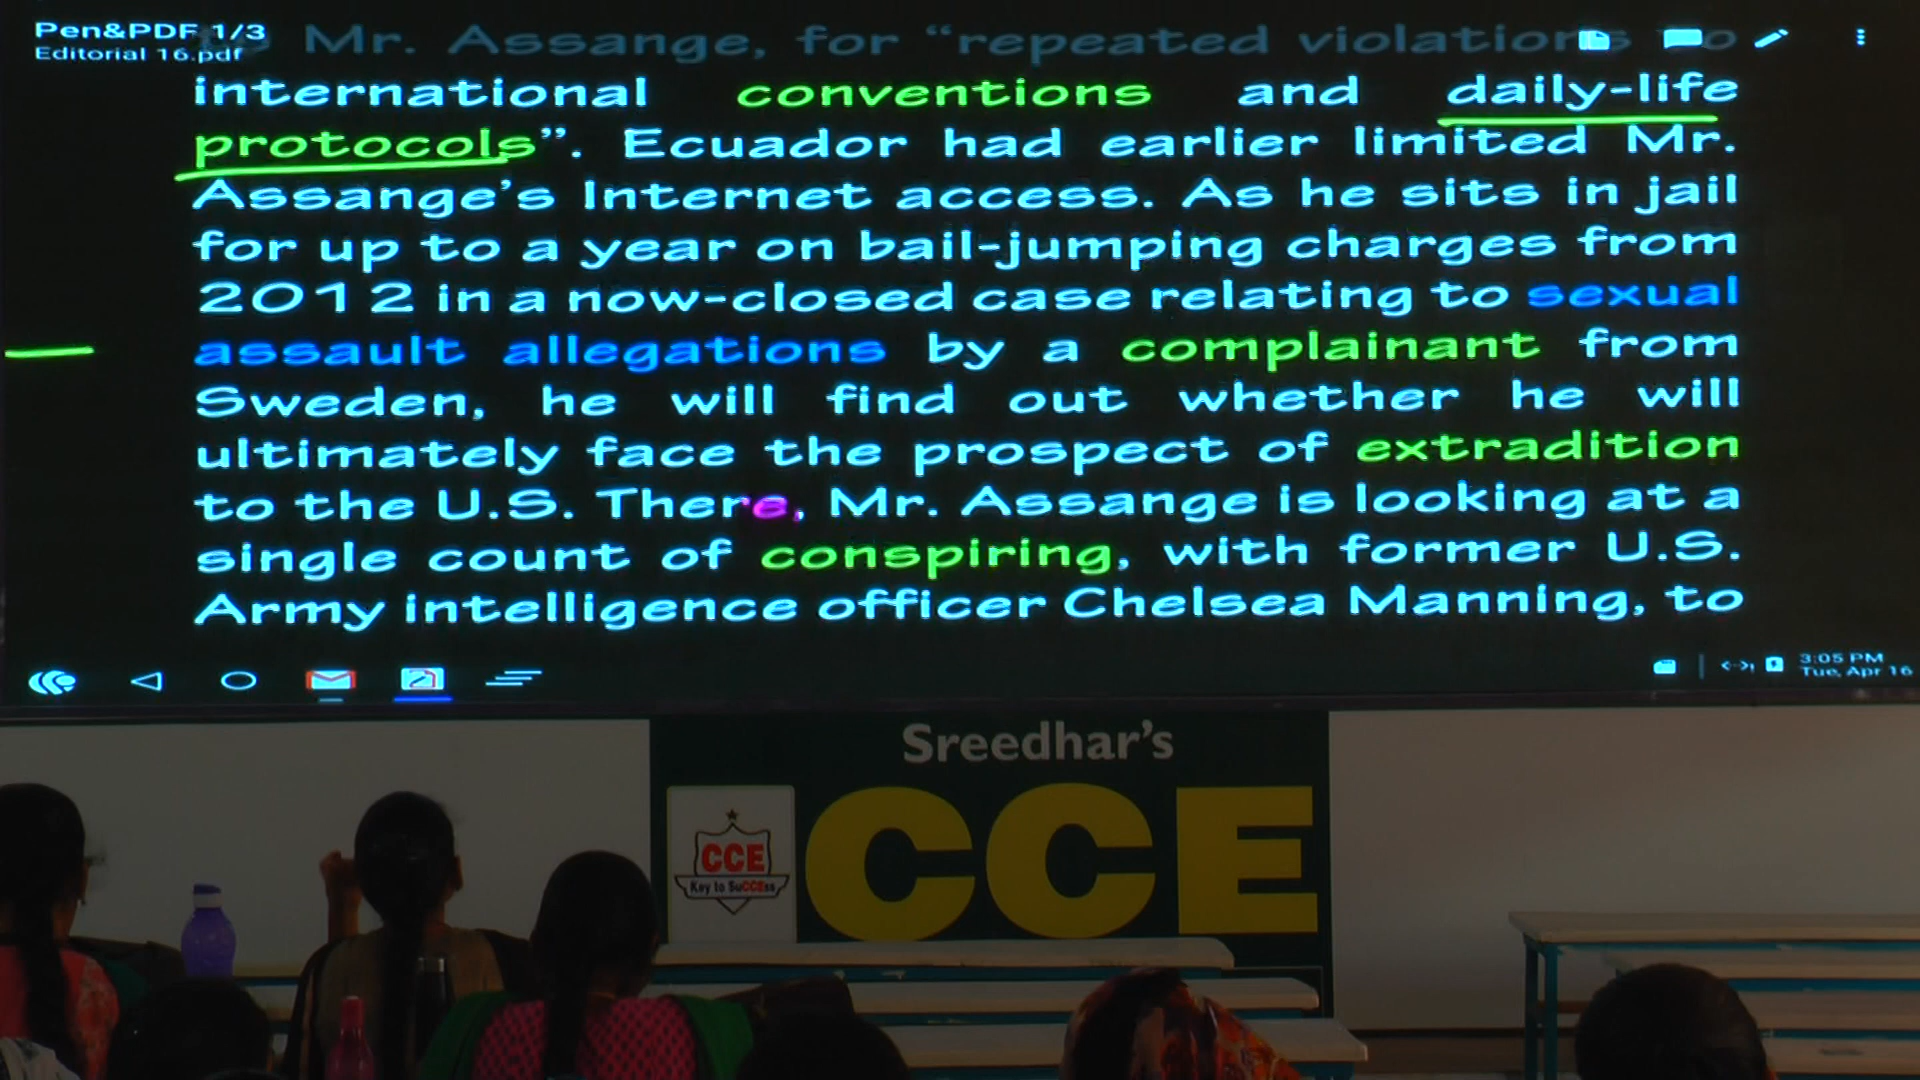 Pen&PDF 1/3
Editorial 16.pdf
Mr. Assange, for “repeated violations to
international conventions and daily-life
protocols”. Ecuador had earlier limited Mr.
Assange’s Internet access. As he sits in jail
for up to a year on bail-jumping charges from
2012 in a now-closed case relating to sexual
assault allegations by a complainant from
Sweden, he will find out whether he will
ultimately face the prospect of extradition
to the U.S. There, Mr. Assange is looking at a
single count of conspiring, with former U.S.
Army intelligence officer Chelsea Manning, to
3:05 PM
Tue, Apr 16
Sreedhar’s
CCE
CCE
Key to SuCCEss